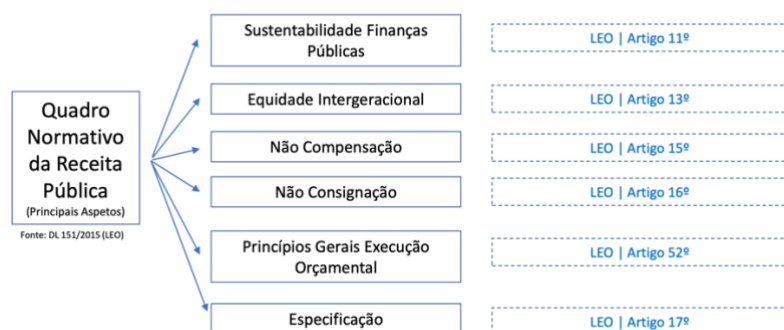 Quadro
Normativo
da Receita
Pública
(Principais Aspetos)
Fonte: DL 151/2015 (LEO)
Sustentabilidade Finanças
Públicas
LEO | Artigo 11º
Equidade Intergeracional
LEO | Artigo 13º
Não Compensação
LEO | Artigo 15º
Não Consignação
LEO | Artigo 16º
Princípios Gerais Execução
Orçamental
LEO | Artigo 52º
Especificação
LEO | Artigo 17º